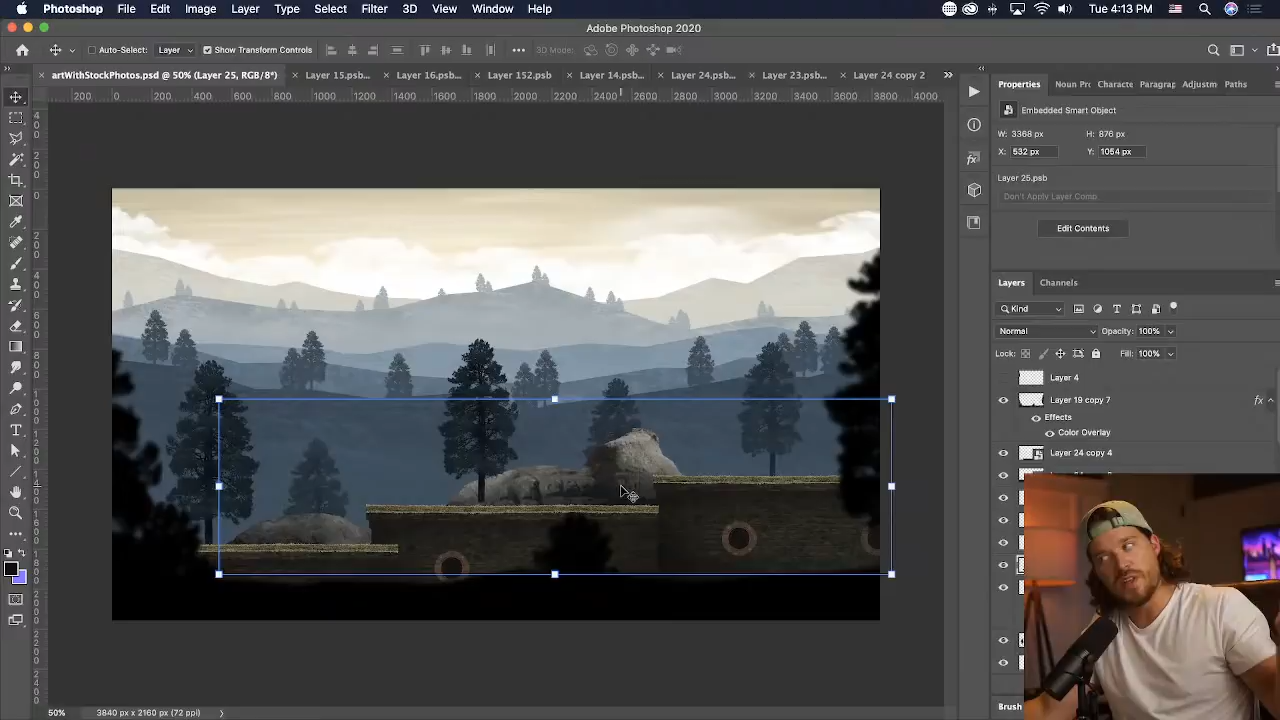 Photoshop File Edit Image Layer Type Select Filter 3D View Window Help Tue 4:13 PM
Adobe Photoshop 2020
Auto-Select: Layer Show Transform Controls 3D Mode:
artWithStockPhotos.psd @ 50% (Layer 25, RGB/8*) Layer 15.psb... Layer 16.psb... Layer 152.psb Layer 14.psb... Layer 24.psb... Layer 23.psb... Layer 24 copy 2
200 0 200 400 600 800 1000 1200 1400 1600 1800 2000 2200 2400 2600 2800 3000 3200 3400 3600 3800 4000
Properties Noun Pr Characte Paragrap Adjustm Paths
Embedded Smart Object
W: 3368 px H: 876 px
X: 532 px Y: 1054 px
Layer 25.psb
Don't Apply Layer Comp
Edit Contents
Layers Channels
Kind
Normal Opacity: 100%
Lock: Fill: 100%
Layer 4
Layer 19 copy 7 fx
Effects
Color Overlay
Layer 24 copy 4
Brush
50% 3840 px x 2160 px (72 ppi)